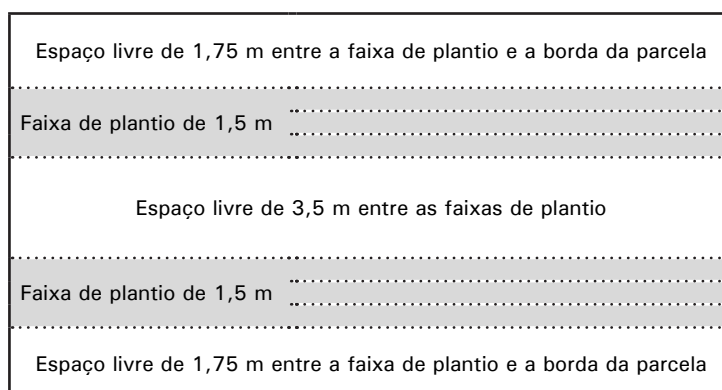 Espaço livre de 1,75 m entre a faixa de plantio e a borda da parcela
Faixa de plantio de 1,5 m
Espaço livre de 3,5 m entre as faixas de plantio
Faixa de plantio de 1,5 m
Espaço livre de 1,75 m entre a faixa de plantio e a borda da parcela